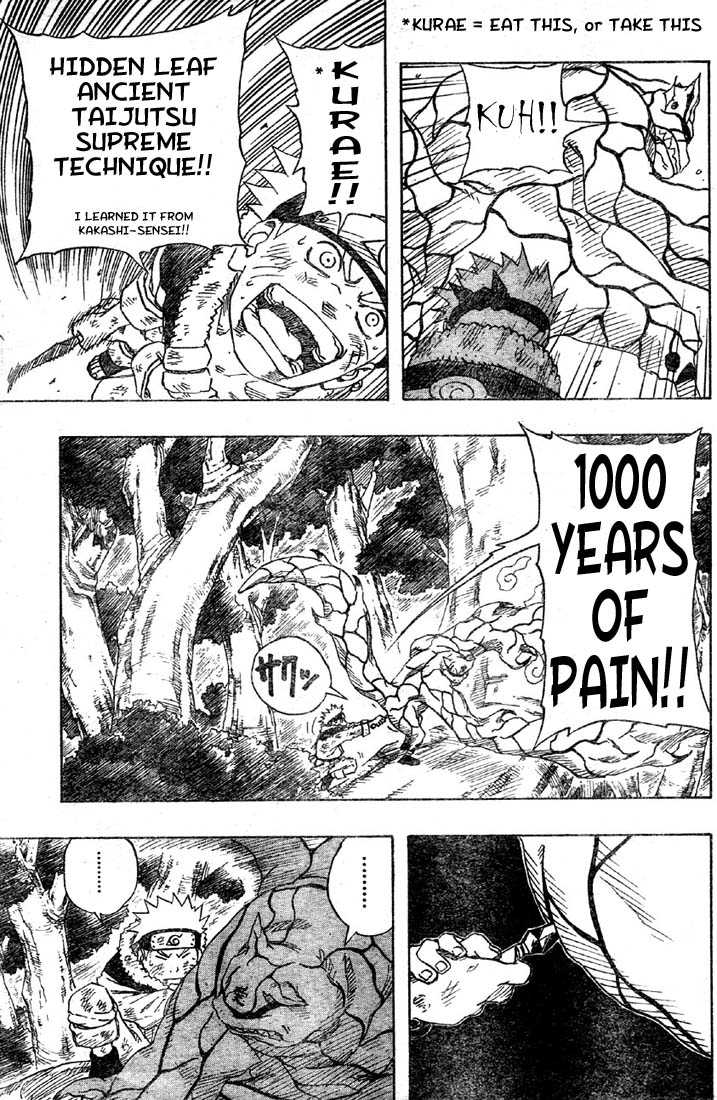 *KURAE = EAT THIS, or TAKE THIS
KUH!!
*KURAE!!
HIDDEN LEAF
ANCIENT
TAIJUTSU
SUPREME
TECHNIQUE!!
I LEARNED IT FROM
KAKASHI-SENSEI!!
1000
YEARS
OF
PAIN!!
サクッ
………
………